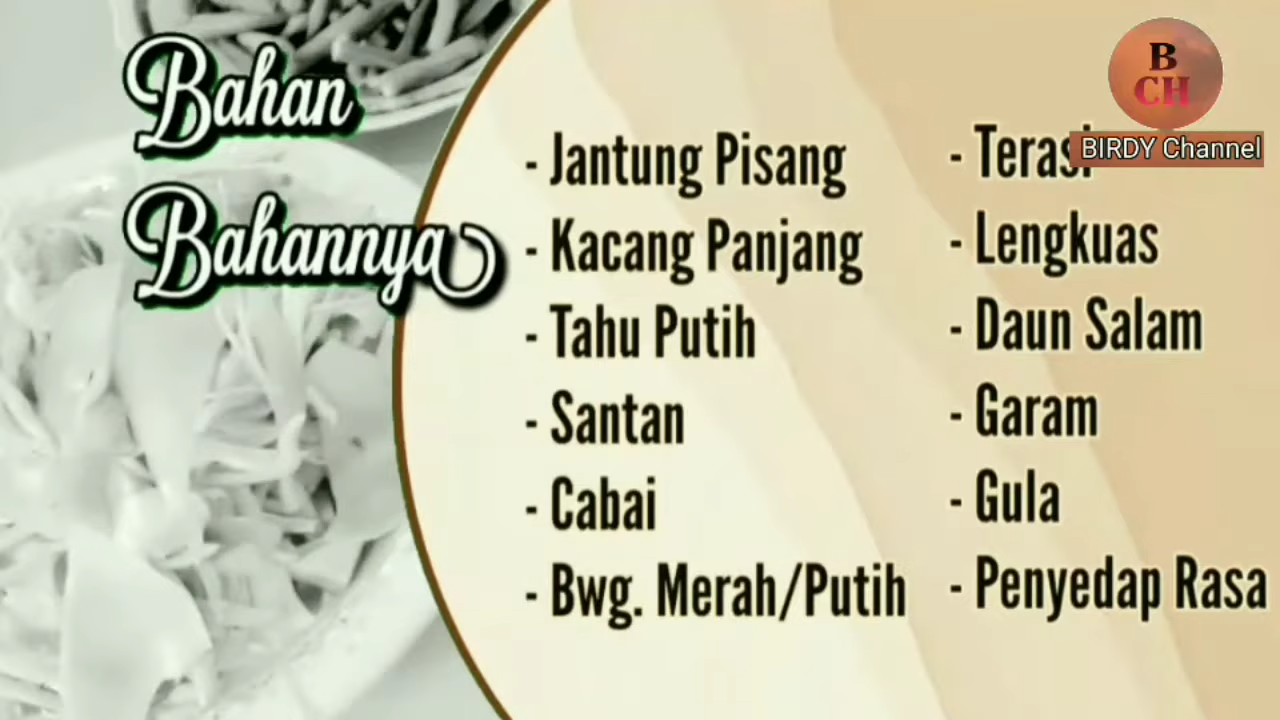 Bahan
Bahannya
- Jantung Pisang
- Kacang Panjang
- Tahu Putih
- Santan
- Cabai
- Bwg. Merah/Putih
- Terasi
- Lengkuas
- Daun Salam
- Garam
- Gula
- Penyedap Rasa
B
CH
BIRDY Channel